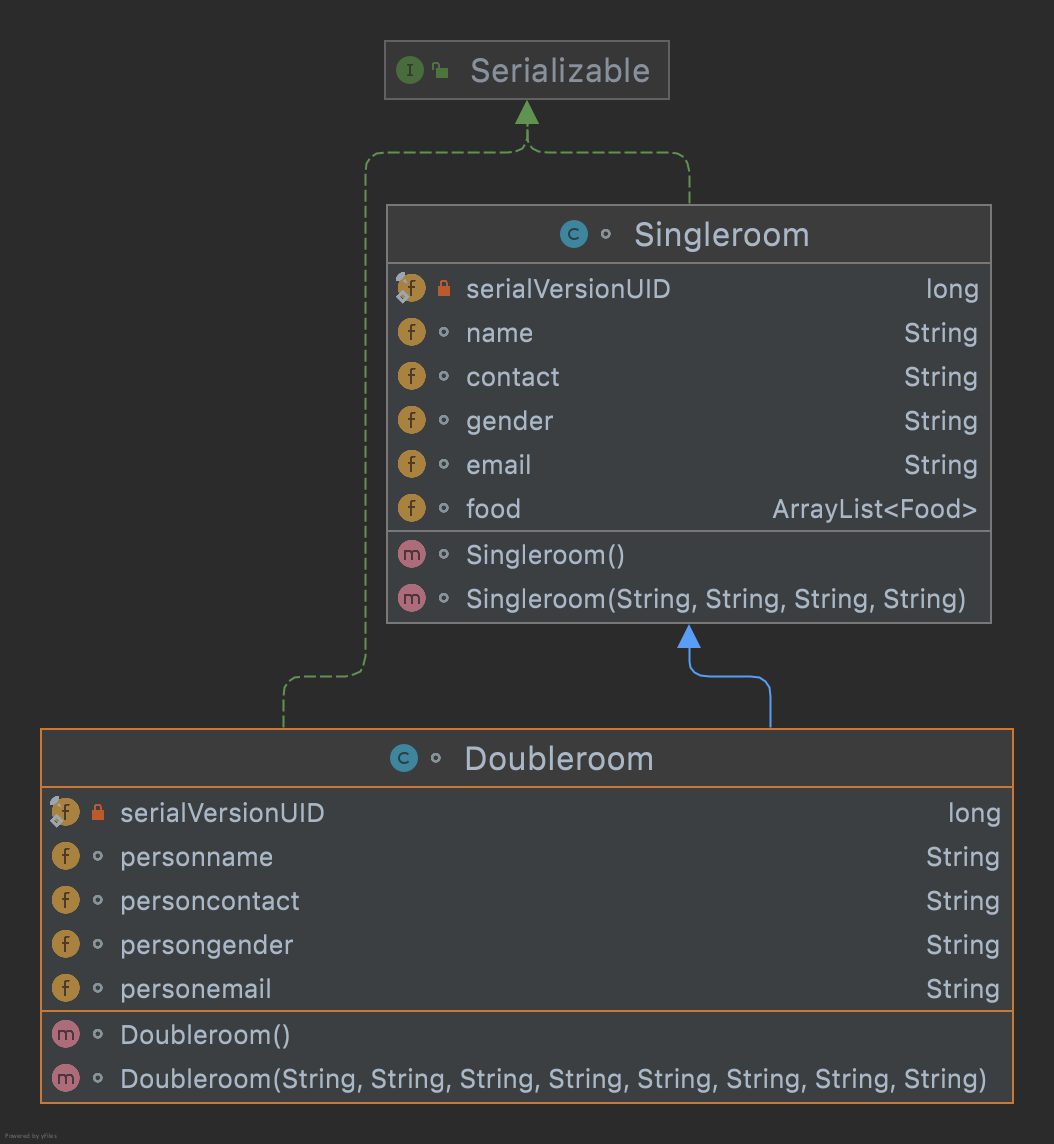 I Serializable
C Singleroom
f serialVersionUID long
f name String
f contact String
f gender String
f email String
f food ArrayList<Food>
m Singleroom()
m Singleroom(String, String, String, String)
C Doubleroom
f serialVersionUID long
f personname String
f personcontact String
f persongender String
f personemail String
m Doubleroom()
m Doubleroom(String, String, String, String, String, String, String, String)
Powered by yFiles